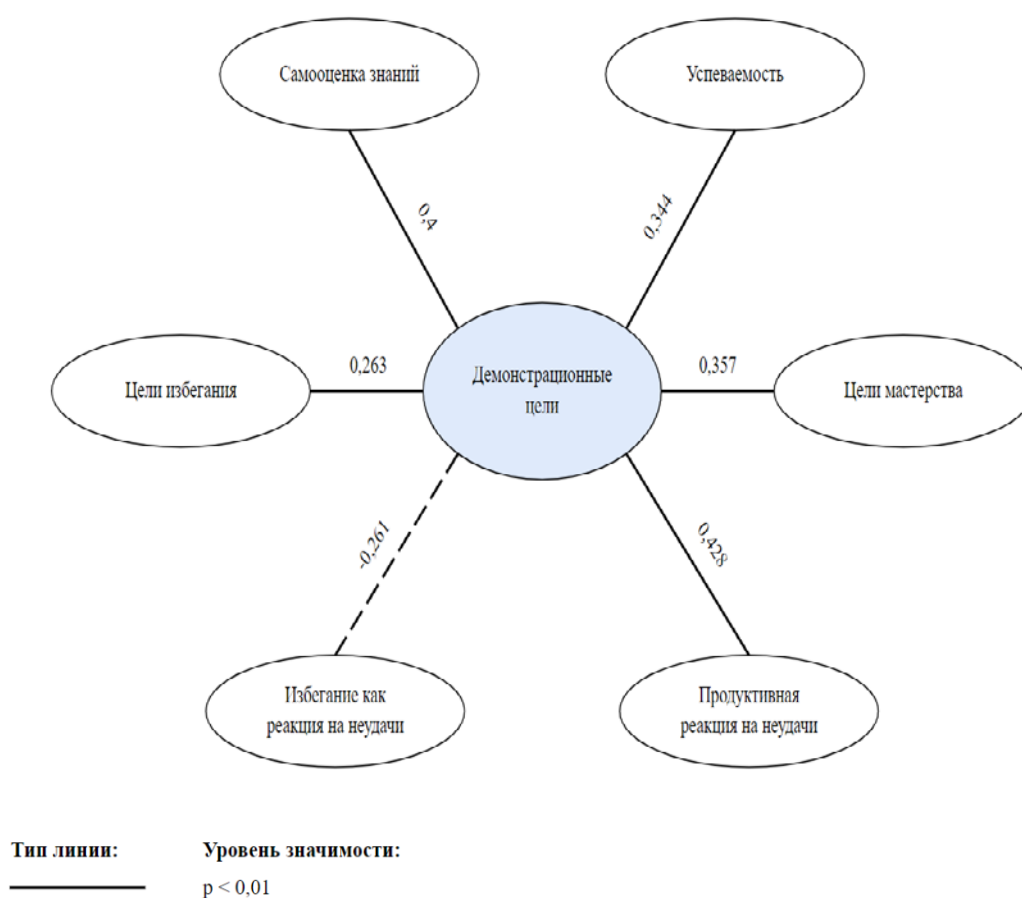 Самооценка знаний
Успеваемость
0,4
0,344
Цели избегания
0,263
Демонстрационные
цели
0,357
Цели мастерства
-0,261
0,428
Избегание как
реакция на неудачи
Продуктивная
реакция на неудачи
Тип линии:
Уровень значимости:
p < 0,01